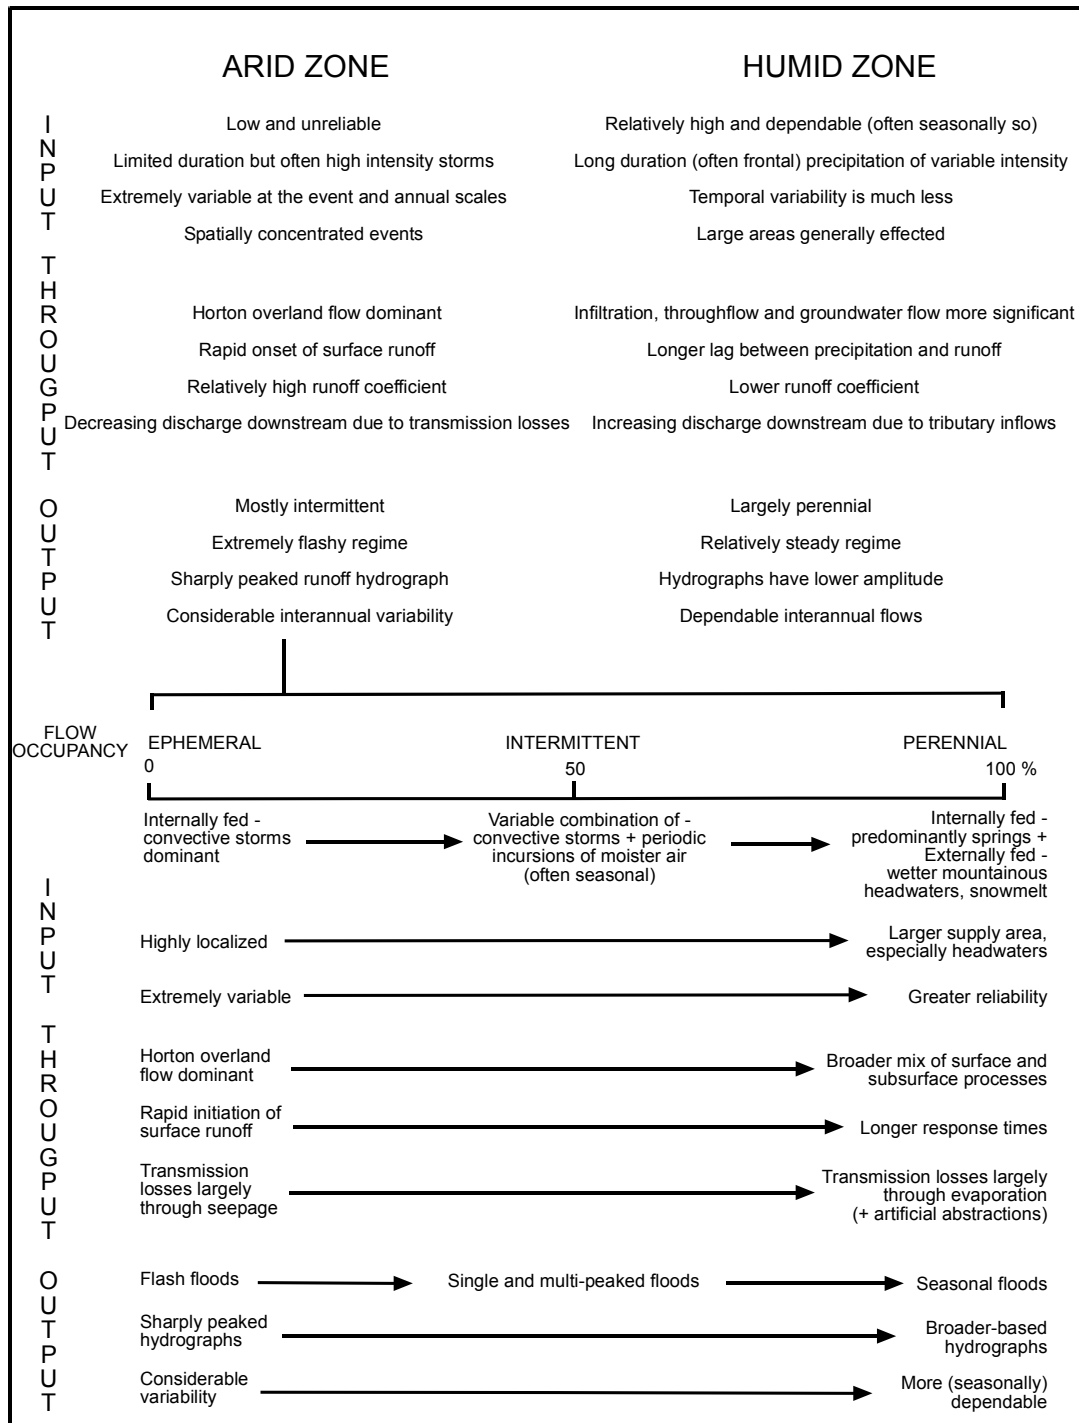 ARID ZONE
HUMID ZONE
INPUT
Low and unreliable
Relatively high and dependable (often seasonally so)
Limited duration but often high intensity storms
Long duration (often frontal) precipitation of variable intensity
Extremely variable at the event and annual scales
Temporal variability is much less
Spatially concentrated events
Large areas generally effected
THROUGPUT
Horton overland flow dominant
Infiltration, throughflow and groundwater flow more significant
Rapid onset of surface runoff
Longer lag between precipitation and runoff
Relatively high runoff coefficient
Lower runoff coefficient
Decreasing discharge downstream due to transmission losses
Increasing discharge downstream due to tributary inflows
OUTPUT
Mostly intermittent
Largely perennial
Extremely flashy regime
Relatively steady regime
Sharply peaked runoff hydrograph
Hydrographs have lower amplitude
Considerable interannual variability
Dependable interannual flows
FLOW
OCCUPANCY
EPHEMERAL
INTERMITTENT
PERENNIAL
0
50
100 %
INPUT
Internally fed -
convective storms
dominant
Variable combination of -
convective storms + periodic
incursions of moister air
(often seasonal)
Internally fed -
predominantly springs +
Externally fed -
wetter mountainous
headwaters, snowmelt
Highly localized
Larger supply area,
especially headwaters
Extremely variable
Greater reliability
THROUGPUT
Horton overland
flow dominant
Broader mix of surface and
subsurface processes
Rapid initiation of
surface runoff
Longer response times
Transmission
losses largely
through seepage
Transmission losses largely
through evaporation
(+ artificial abstractions)
OUTPUT
Flash floods
Single and multi-peaked floods
Seasonal floods
Sharply peaked
hydrographs
Broader-based
hydrographs
Considerable
variability
More (seasonally)
dependable